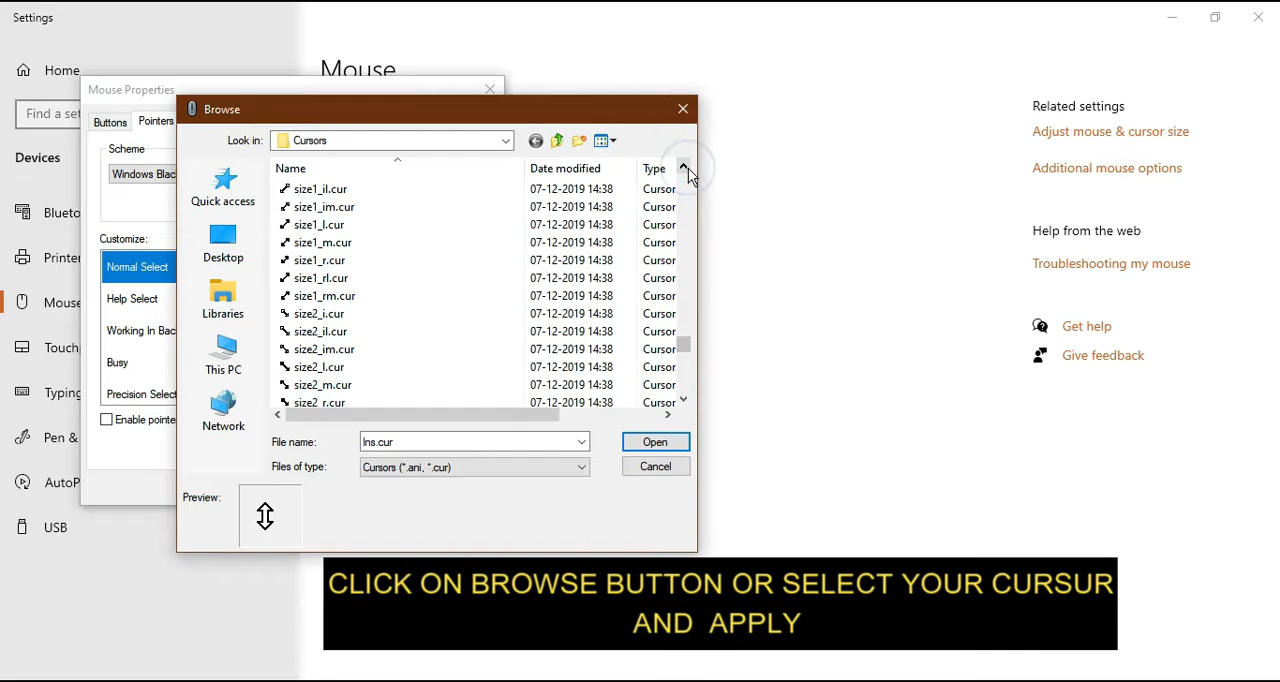 Settings
Home
Find a set
Devices
Blueto
Printer
Mouse
Touch
Typing
Pen &
AutoP
USB
Mouse
Mouse Properties
Buttons
Pointers
Scheme
Windows Blac
Customize:
Normal Select
Help Select
Working In Bac
Busy
Precision Select
Enable pointe
Browse
Look in:
Cursors
Quick access
Desktop
Libraries
This PC
Network
Name Date modified Type
size1_il.cur 07-12-2019 14:38 Cursor
size1_im.cur 07-12-2019 14:38 Cursor
size1_l.cur 07-12-2019 14:38 Cursor
size1_m.cur 07-12-2019 14:38 Cursor
size1_r.cur 07-12-2019 14:38 Cursor
size1_rl.cur 07-12-2019 14:38 Cursor
size1_rm.cur 07-12-2019 14:38 Cursor
size2_i.cur 07-12-2019 14:38 Cursor
size2_il.cur 07-12-2019 14:38 Cursor
size2_im.cur 07-12-2019 14:38 Cursor
size2_l.cur 07-12-2019 14:38 Cursor
size2_m.cur 07-12-2019 14:38 Cursor
size2_r.cur 07-12-2019 14:38 Cursor
File name: lns.cur Open
Files of type: Cursors (*.ani, *.cur) Cancel
Preview:
Related settings
Adjust mouse & cursor size
Additional mouse options
Help from the web
Troubleshooting my mouse
Get help
Give feedback
CLICK ON BROWSE BUTTON OR SELECT YOUR CURSUR
AND APPLY